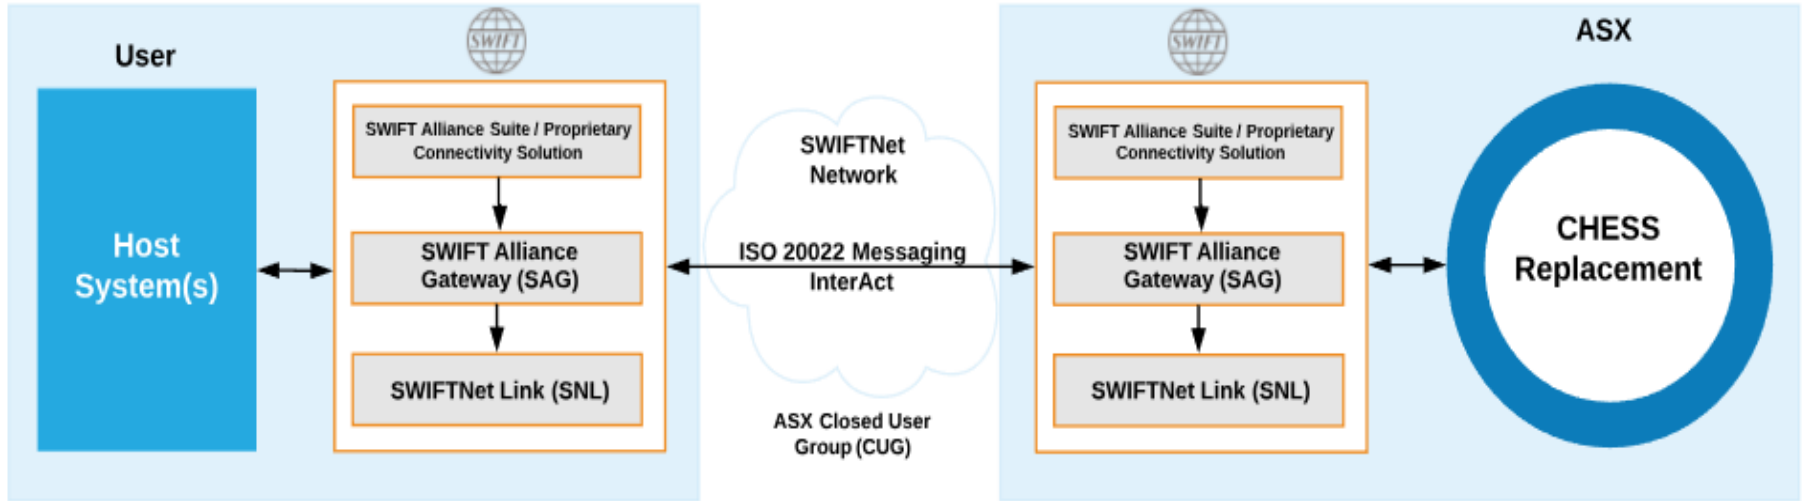 User
SWIFT
Host
System(s)
SWIFT Alliance Suite / Proprietary
Connectivity Solution
SWIFT Alliance
Gateway (SAG)
SWIFTNet Link (SNL)
SWIFTNet
Network
ISO 20022 Messaging
InterAct
ASX Closed User
Group (CUG)
SWIFT
ASX
SWIFT Alliance Suite / Proprietary
Connectivity Solution
SWIFT Alliance
Gateway (SAG)
SWIFTNet Link (SNL)
CHESS
Replacement